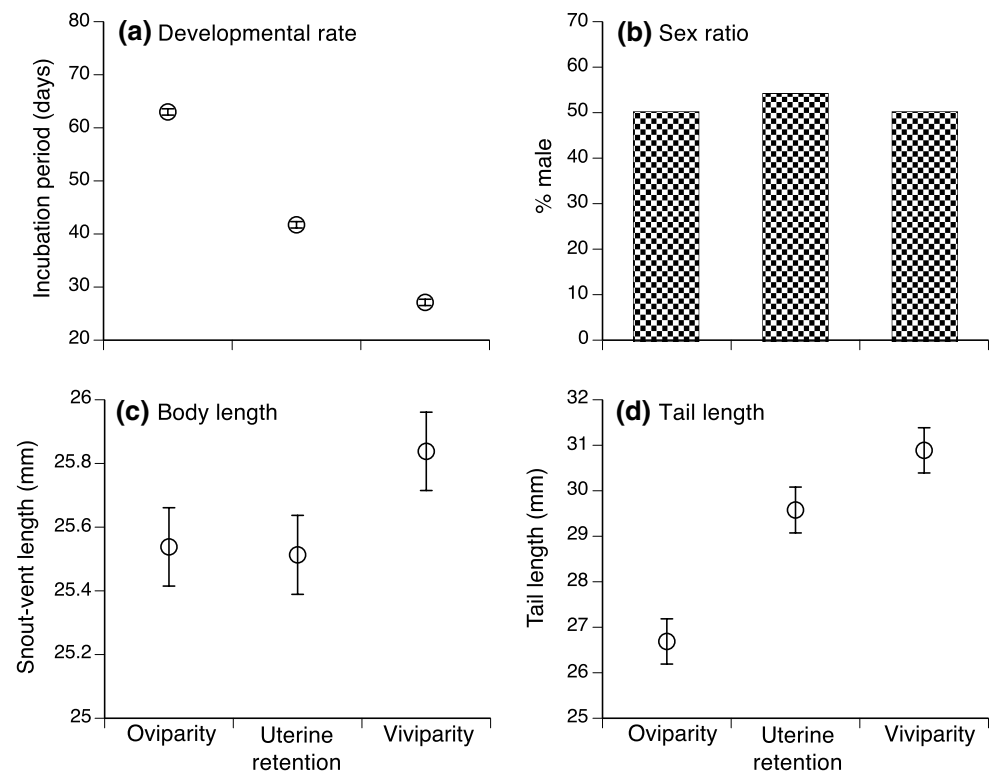 (a) Developmental rate
Incubation period (days)
80
70
60
50
40
30
20
(b) Sex ratio
% male
70
60
50
40
30
20
10
0
(c) Body length
Snout-vent length (mm)
26
25.8
25.6
25.4
25.2
25
Oviparity
Uterine
retention
Viviparity
(d) Tail length
Tail length (mm)
32
31
30
29
28
27
26
25
Oviparity
Uterine
retention
Viviparity